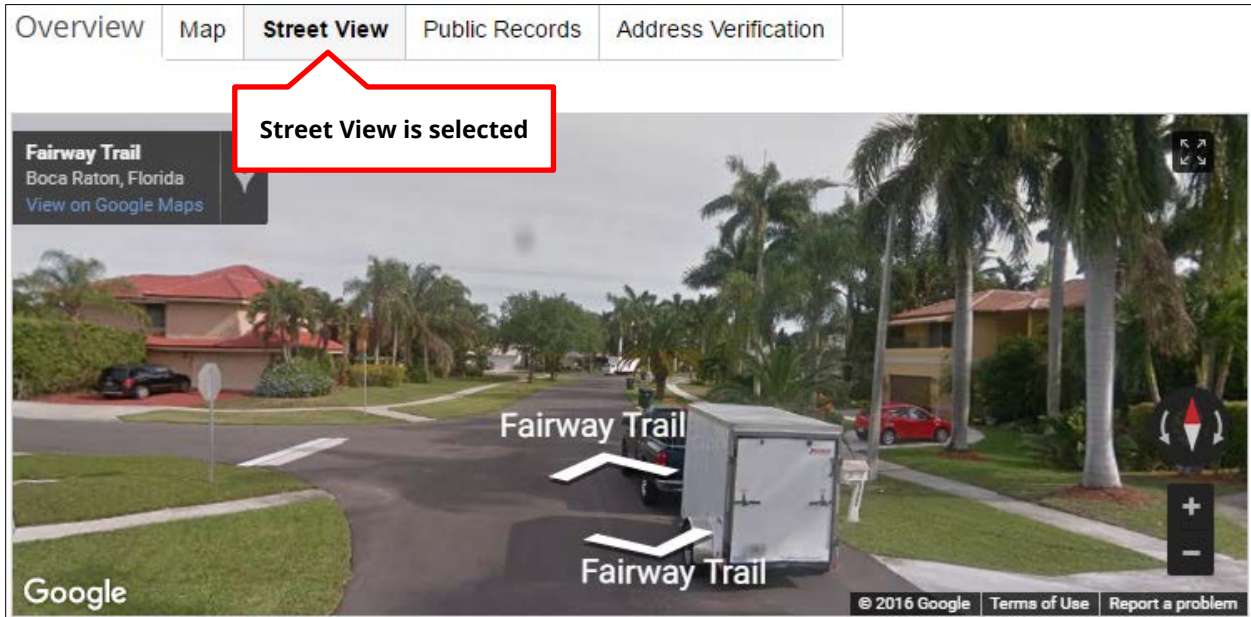 Overview
Map
Street View
Public Records
Address Verification
Street View is selected
Fairway Trail
Boca Raton, Florida
View on Google Maps
Fairway Trail
Fairway Trail
Google
© 2016 Google
Terms of Use
Report a problem